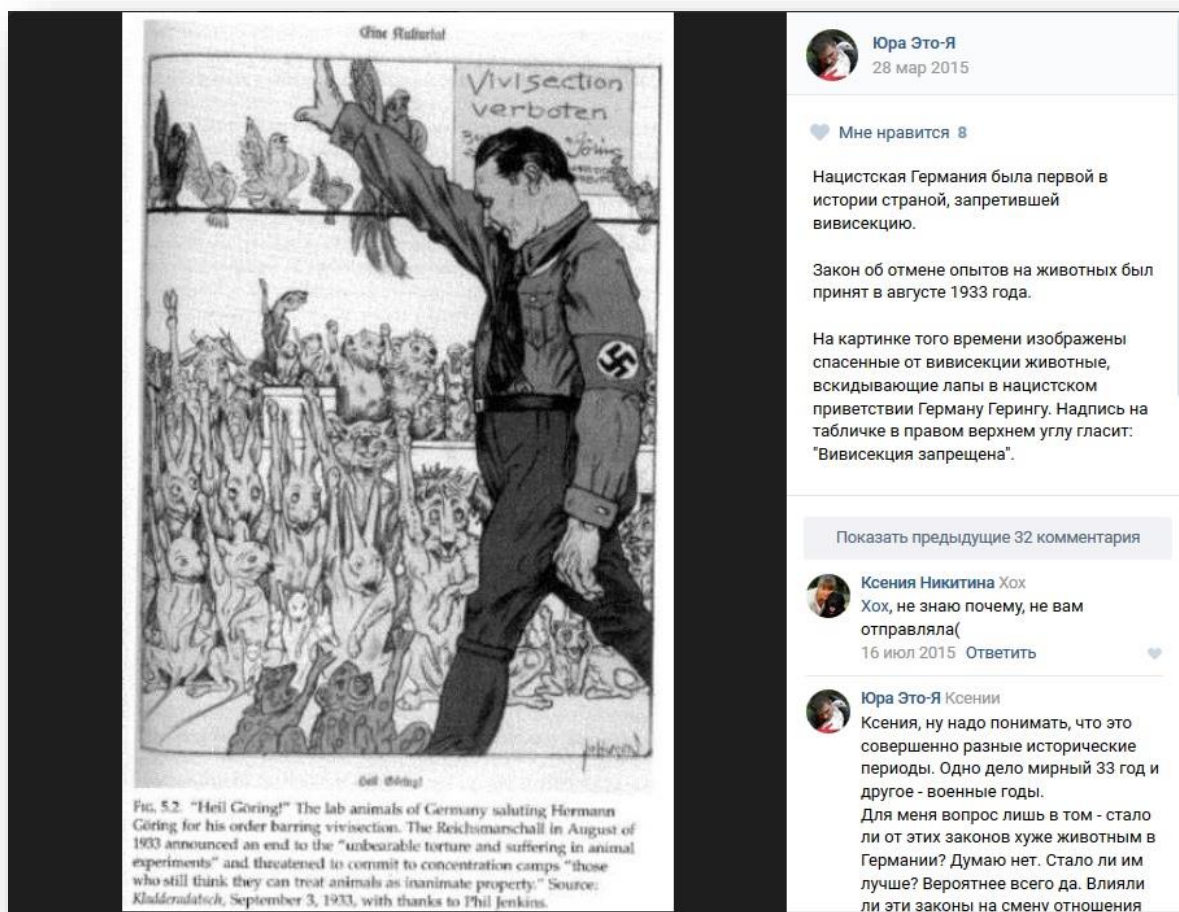 Eine Kulturtat
Vivisection
verboten
Göring
Heil Göring!
FIG. 5.2. "Heil Göring!" The lab animals of Germany saluting Hermann
Göring for his order barring vivisection. The Reichsmarschall in August of
1933 announced an end to the "unbearable torture and suffering in animal
experiments" and threatened to commit to concentration camps "those
who still think they can treat animals as inanimate property." Source:
Kladderadatsch, September 3, 1933, with thanks to Phil Jenkins.
Юра Это-Я
28 мар 2015
Мне нравится 8
Нацистская Германия была первой в
истории страной, запретившей
вивисекцию.
Закон об отмене опытов на животных был
принят в августе 1933 года.
На картинке того времени изображены
спасенные от вивисекции животные,
вскидывающие лапы в нацистском
приветствии Герману Герингу. Надпись на
табличке в правом верхнем углу гласит:
"Вивисекция запрещена".
Показать предыдущие 32 комментария
Ксения Никитина Хох
Хох, не знаю почему, не вам
отправляла(
16 июл 2015 Ответить
Юра Это-Я Ксении
Ксения, ну надо понимать, что это
совершенно разные исторические
периоды. Одно дело мирный 33 год и
другое - военные годы.
Для меня вопрос лишь в том - стало
ли от этих законов хуже животным в
Германии? Думаю нет. Стало ли им
лучше? Вероятнее всего да. Влияли
ли эти законы на смену отношения